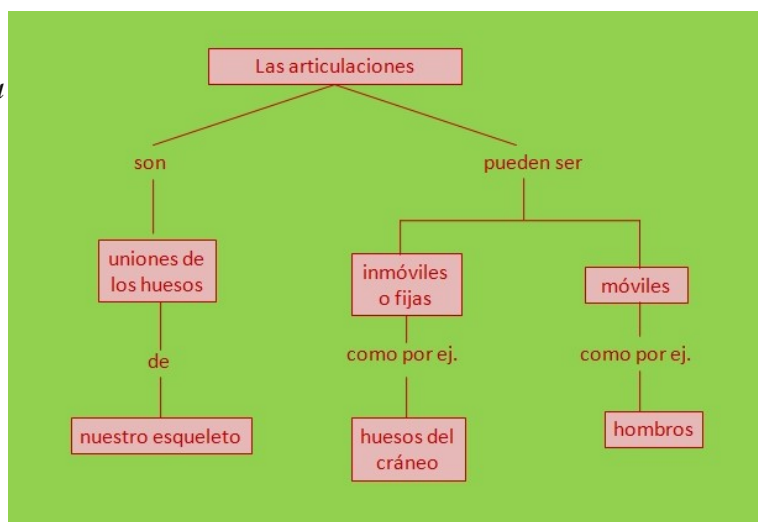 Las articulaciones
son
pueden ser
uniones de
los huesos
inmóviles
o fijas
móviles
de
como por ej.
como por ej.
nuestro esqueleto
huesos del
cráneo
hombros